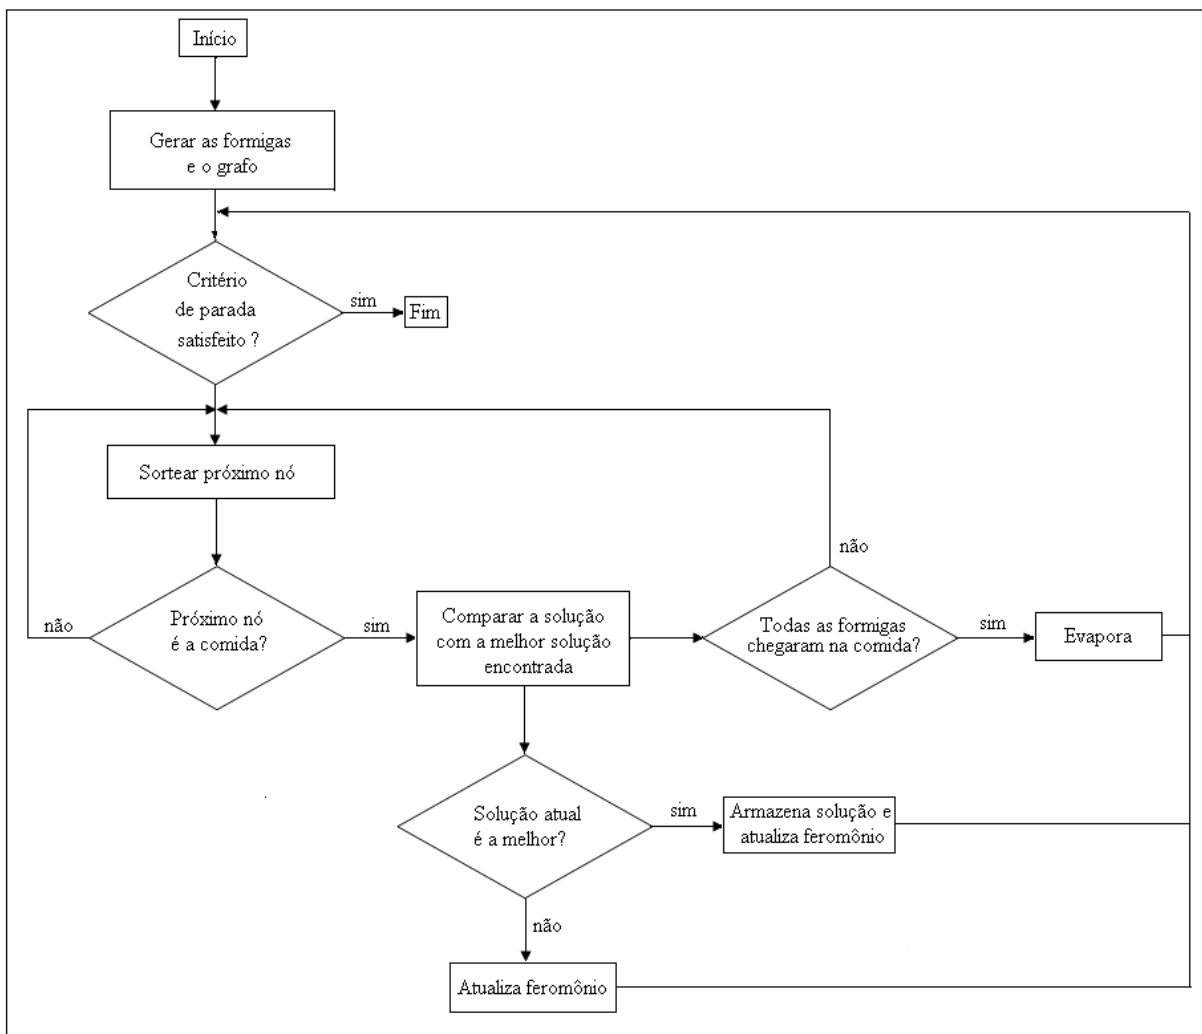 Início
Gerar as formigas
e o grafo
Critério
de parada
satisfeito ?
sim
Fim
Sortear próximo nó
não
Próximo nó
é a comida?
sim
Comparar a solução
com a melhor solução
encontrada
não
Todas as formigas
chegaram na comida?
sim
Evapora
Solução atual
é a melhor?
sim
Armazena solução e
atualiza feromônio
não
Atualiza feromônio